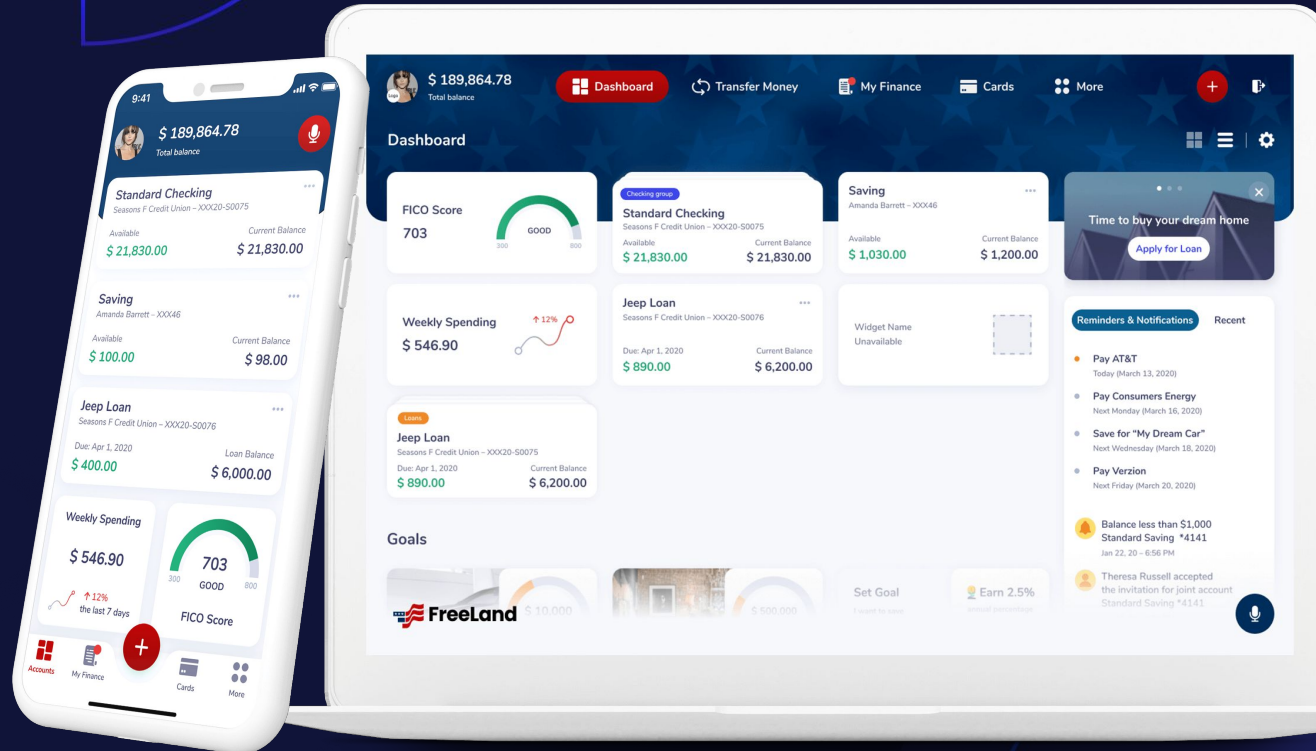 9:41
$ 189,864.78
Total balance
Standard Checking
Seasons F Credit Union – XXX20-S0075
Available
Current Balance
$ 21,830.00
$ 21,830.00
Saving
Amanda Barrett – XXX46
Available
Current Balance
$ 100.00
$ 98.00
Jeep Loan
Seasons F Credit Union – XXX20-S0076
Due: Apr 1, 2020
Loan Balance
$ 400.00
$ 6,000.00
Weekly Spending
$ 546.90
↑ 12%
the last 7 days
703
300
GOOD
800
FICO Score
Accounts
My Finance
+
Cards
More
Logo
$ 189,864.78
Total balance
Dashboard
Transfer Money
My Finance
Cards
More
+
Dashboard
FICO Score
703
GOOD
300
800
Checking group
Standard Checking
Seasons F Credit Union – XXX20-S0075
Available
Current Balance
$ 21,830.00
$ 21,830.00
Saving
Amanda Barrett – XXX46
Available
Current Balance
$ 1,030.00
$ 1,200.00
Time to buy your dream home
Apply for Loan
Weekly Spending
$ 546.90
↑ 12%
Jeep Loan
Seasons F Credit Union – XXX20-S0076
Due: Apr 1, 2020
Current Balance
$ 890.00
$ 6,200.00
Widget Name
Unavailable
Loans
Jeep Loan
Seasons F Credit Union – XXX20-S0075
Due: Apr 1, 2020
Current Balance
$ 890.00
$ 6,200.00
Reminders & Notifications
Recent
Pay AT&T
Today (March 13, 2020)
Pay Consumers Energy
Next Monday (March 16, 2020)
Save for “My Dream Car”
Next Wednesday (March 18, 2020)
Pay Verzion
Next Friday (March 20, 2020)
Balance less than $1,000
Standard Saving *4141
Jan 22, 20 – 6:56 PM
Theresa Russell accepted
the invitation for joint account
Standard Saving *4141
Goals
$ 10,000
$ 500,000
Set Goal
I want to save
Earn 2.5%
FreeLand